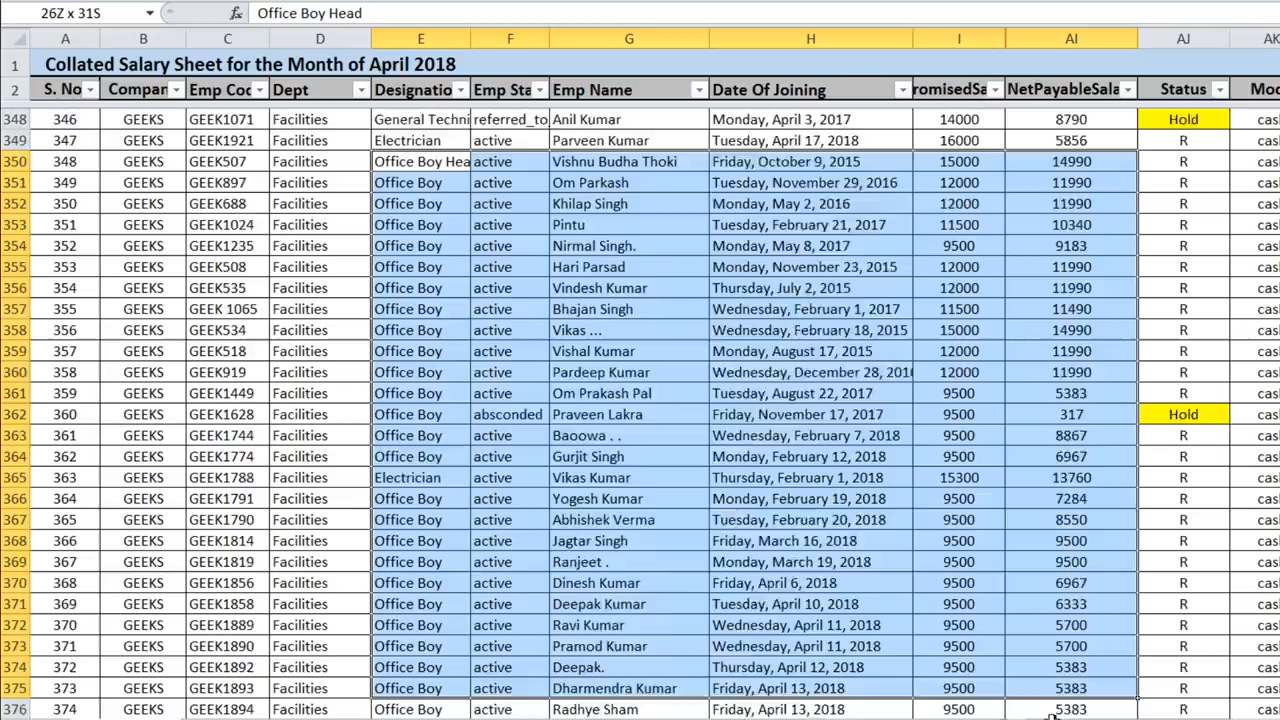 26Z x 31S fx Office Boy Head
A B C D E F G H I AI AJ AK
1 Collated Salary Sheet for the Month of April 2018
2 S. No Compan Emp Cod Dept Designatio Emp Sta Emp Name Date Of Joining romisedSa NetPayableSala Status Mod
348 346 GEEKS GEEK1071 Facilities General Techni referred_to Anil Kumar Monday, April 3, 2017 14000 8790 Hold cas
349 347 GEEKS GEEK1921 Facilities Electrician active Parveen Kumar Tuesday, April 17, 2018 16000 5856 R cas
350 348 GEEKS GEEK507 Facilities Office Boy Hea active Vishnu Budha Thoki Friday, October 9, 2015 15000 14990 R cas
351 349 GEEKS GEEK897 Facilities Office Boy active Om Parkash Tuesday, November 29, 2016 12000 11990 R cas
352 350 GEEKS GEEK688 Facilities Office Boy active Khilap Singh Monday, May 2, 2016 12000 11990 R cas
353 351 GEEKS GEEK1024 Facilities Office Boy active Pintu Tuesday, February 21, 2017 11500 10340 R cas
354 352 GEEKS GEEK1235 Facilities Office Boy active Nirmal Singh. Monday, May 8, 2017 9500 9183 R cas
355 353 GEEKS GEEK508 Facilities Office Boy active Hari Parsad Monday, November 23, 2015 12000 11990 R cas
356 354 GEEKS GEEK535 Facilities Office Boy active Vindesh Kumar Thursday, July 2, 2015 12000 11990 R cas
357 355 GEEKS GEEK 1065 Facilities Office Boy active Bhajan Singh Wednesday, February 1, 2017 11500 11490 R cas
358 356 GEEKS GEEK534 Facilities Office Boy active Vikas ... Wednesday, February 18, 2015 15000 14990 R cas
359 357 GEEKS GEEK518 Facilities Office Boy active Vishal Kumar Monday, August 17, 2015 12000 11990 R cas
360 358 GEEKS GEEK919 Facilities Office Boy active Pardeep Kumar Wednesday, December 28, 201 12000 11990 R cas
361 359 GEEKS GEEK1449 Facilities Office Boy active Om Prakash Pal Tuesday, August 22, 2017 9500 5383 R cas
362 360 GEEKS GEEK1628 Facilities Office Boy absconded Praveen Lakra Friday, November 17, 2017 9500 317 Hold cas
363 361 GEEKS GEEK1744 Facilities Office Boy active Baoowa . . Wednesday, February 7, 2018 9500 8867 R cas
364 362 GEEKS GEEK1774 Facilities Office Boy active Gurjit Singh Monday, February 12, 2018 9500 6967 R cas
365 363 GEEKS GEEK1788 Facilities Electrician active Vikas Kumar Thursday, February 1, 2018 15300 13760 R cas
366 364 GEEKS GEEK1791 Facilities Office Boy active Yogesh Kumar Monday, February 19, 2018 9500 7284 R cas
367 365 GEEKS GEEK1790 Facilities Office Boy active Abhishek Verma Tuesday, February 20, 2018 9500 8550 R cas
368 366 GEEKS GEEK1814 Facilities Office Boy active Jagtar Singh Friday, March 16, 2018 9500 9500 R cas
369 367 GEEKS GEEK1819 Facilities Office Boy active Ranjeet . Monday, March 19, 2018 9500 9500 R cas
370 368 GEEKS GEEK1856 Facilities Office Boy active Dinesh Kumar Friday, April 6, 2018 9500 6967 R cas
371 369 GEEKS GEEK1858 Facilities Office Boy active Deepak Kumar Tuesday, April 10, 2018 9500 6333 R cas
372 370 GEEKS GEEK1889 Facilities Office Boy active Ravi Kumar Wednesday, April 11, 2018 9500 5700 R cas
373 371 GEEKS GEEK1890 Facilities Office Boy active Pramod Kumar Wednesday, April 11, 2018 9500 5700 R cas
374 372 GEEKS GEEK1892 Facilities Office Boy active Deepak. Thursday, April 12, 2018 9500 5383 R cas
375 373 GEEKS GEEK1893 Facilities Office Boy active Dharmendra Kumar Friday, April 13, 2018 9500 5383 R cas
376 374 GEEKS GEEK1894 Facilities Office Boy active Radhye Sham Friday, April 13, 2018 9500 5383 R cas